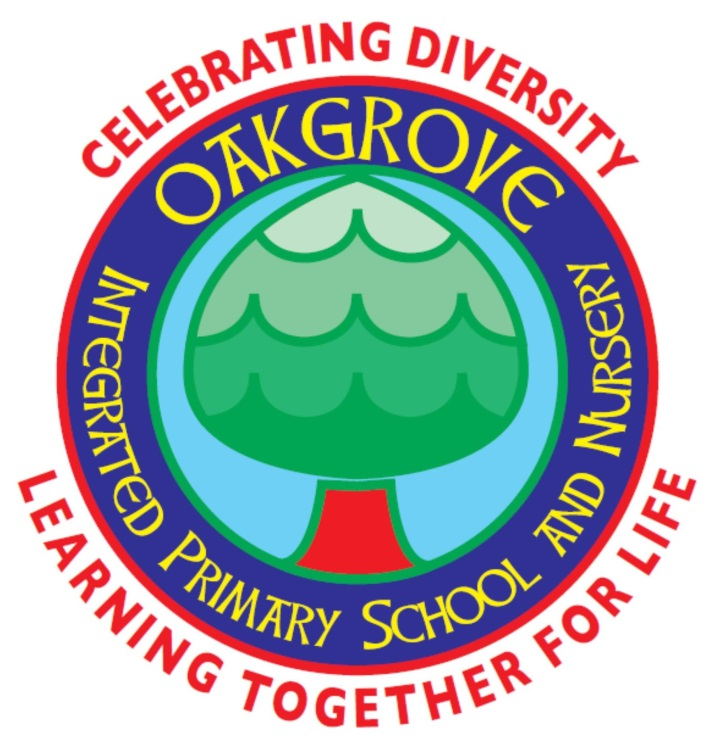 CELEBRATING DIVERSITY
OAKGROVE
INTEGRATED PRIMARY SCHOOL AND NURSERY
LEARNING TOGETHER FOR LIFE